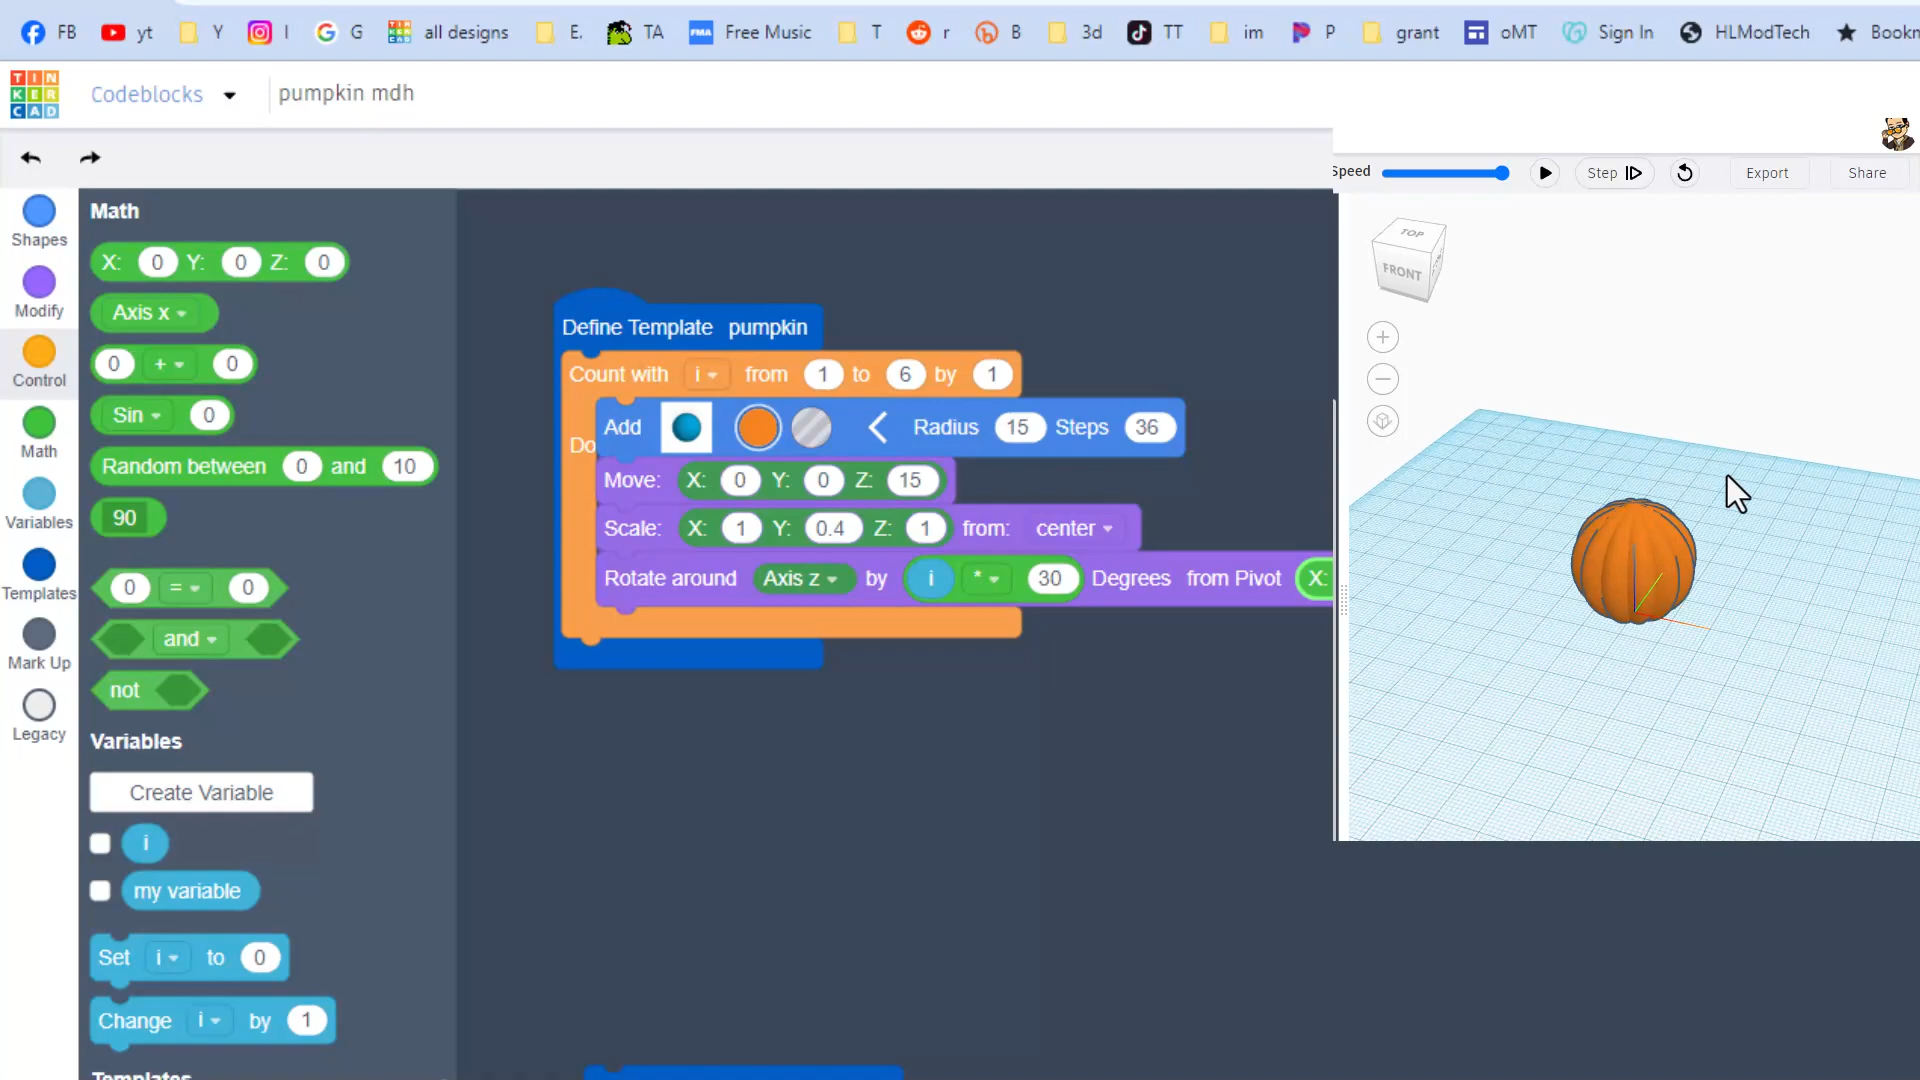 FB yt Y I G all designs E. TA FMA Free Music T r B 3d TT im P grant oMT Sign In HLModTech Bookn
TIN
KER
CAD
Codeblocks
pumpkin mdh
Speed
Step
Export
Share
Shapes
Modify
Control
Math
Variables
Templates
Mark Up
Legacy
Math
X: 0 Y: 0 Z: 0
Axis x
0 + 0
Sin 0
Random between 0 and 10
90
0 = 0
and
not
Variables
Create Variable
i
my variable
Set i to 0
Change i by 1
Templates
Define Template pumpkin
Count with i from 1 to 6 by 1
Do
Add Radius 15 Steps 36
Move: X: 0 Y: 0 Z: 15
Scale: X: 1 Y: 0.4 Z: 1 from: center
Rotate around Axis z by i * 30 Degrees from Pivot X:
TOP
FRONT